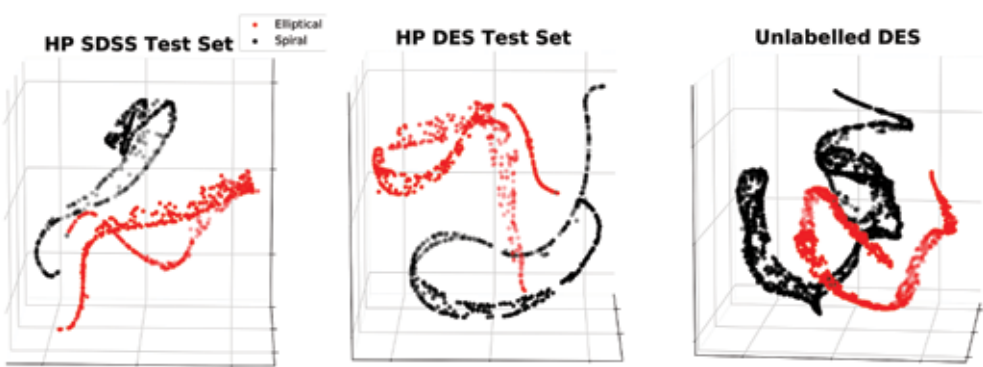 HP SDSS Test Set
Elliptical
Spiral
HP DES Test Set
Unlabelled DES